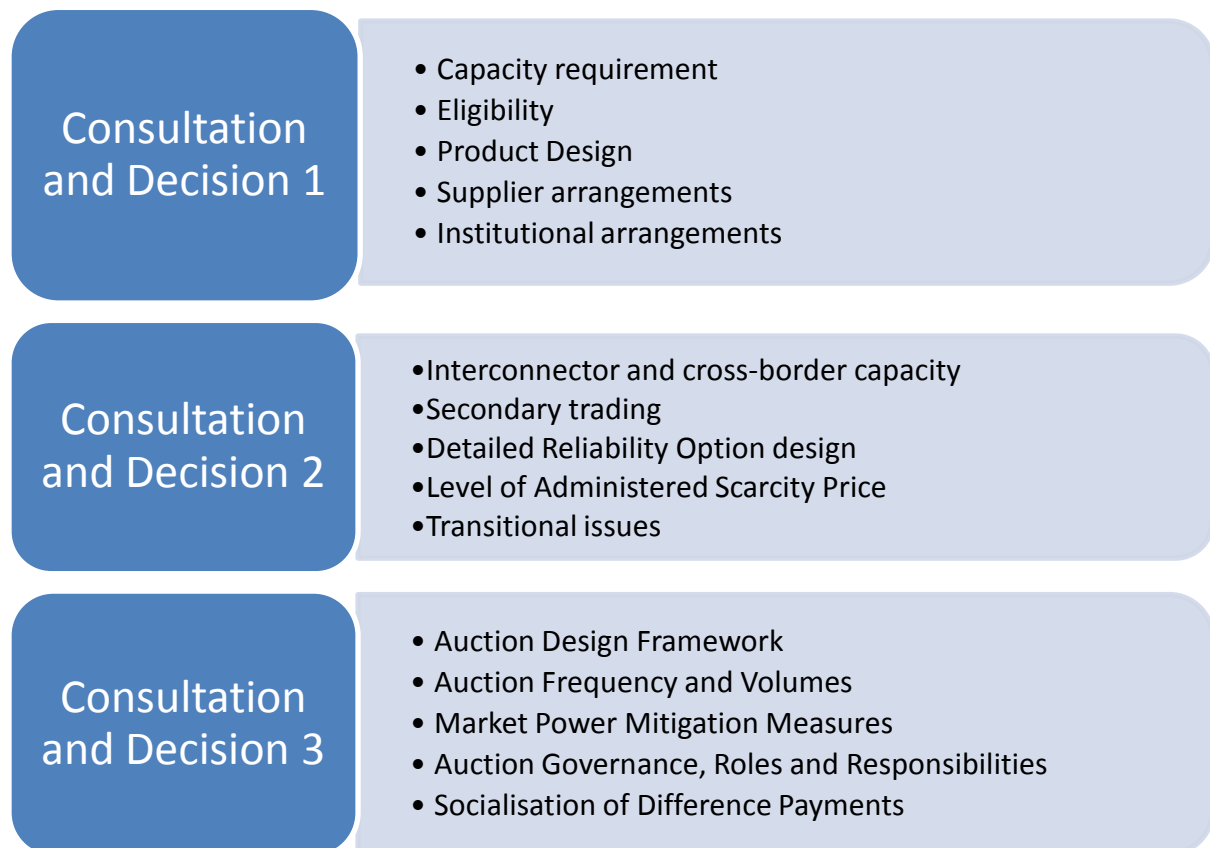 Consultation
and Decision 1
• Capacity requirement
• Eligibility
• Product Design
• Supplier arrangements
• Institutional arrangements
Consultation
and Decision 2
•Interconnector and cross-border capacity
•Secondary trading
•Detailed Reliability Option design
•Level of Administered Scarcity Price
•Transitional issues
Consultation
and Decision 3
• Auction Design Framework
• Auction Frequency and Volumes
• Market Power Mitigation Measures
• Auction Governance, Roles and Responsibilities
• Socialisation of Difference Payments